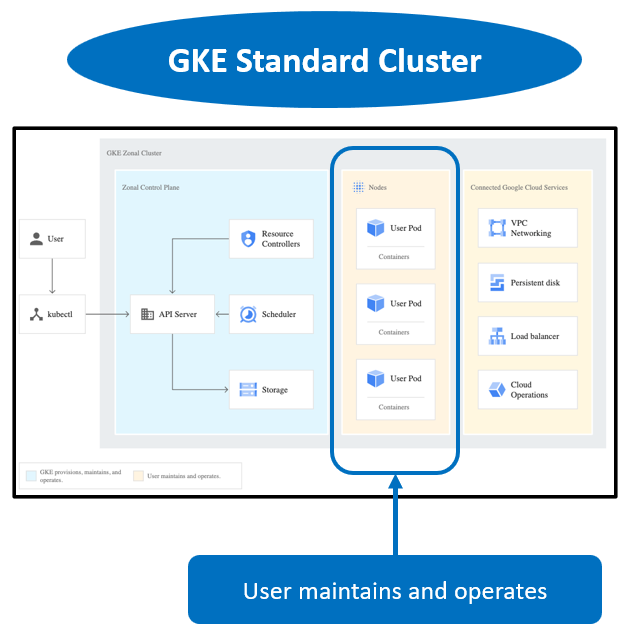 GKE Standard Cluster
GKE Zonal Cluster
Zonal Control Plane
Nodes
Connected Google Cloud Services
User
kubectl
API Server
Resource
Controllers
Scheduler
Storage
User Pod
Containers
User Pod
Containers
User Pod
Containers
VPC
Networking
Persistent disk
Load balancer
Cloud
Operations
GKE provisions, maintains, and
operates.
User maintains and operates.
User maintains and operates